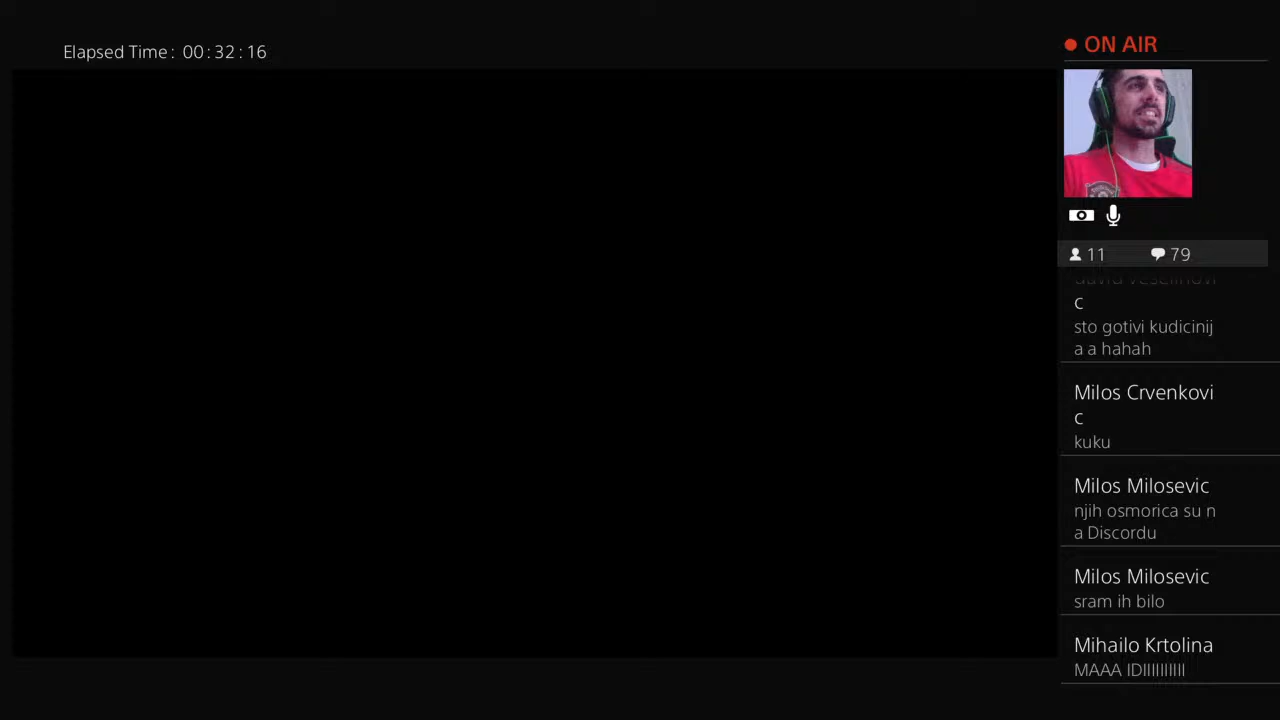 Elapsed Time: 00:32:16
ON AIR
11 79
C
sto gotivi kudicinij
a a hahah
Milos Crvenkovi
C
kuku
Milos Milosevic
njih osmorica su n
a Discordu
Milos Milosevic
sram ih bilo
Mihailo Krtolina
MAAA IDIIIIIIIIII